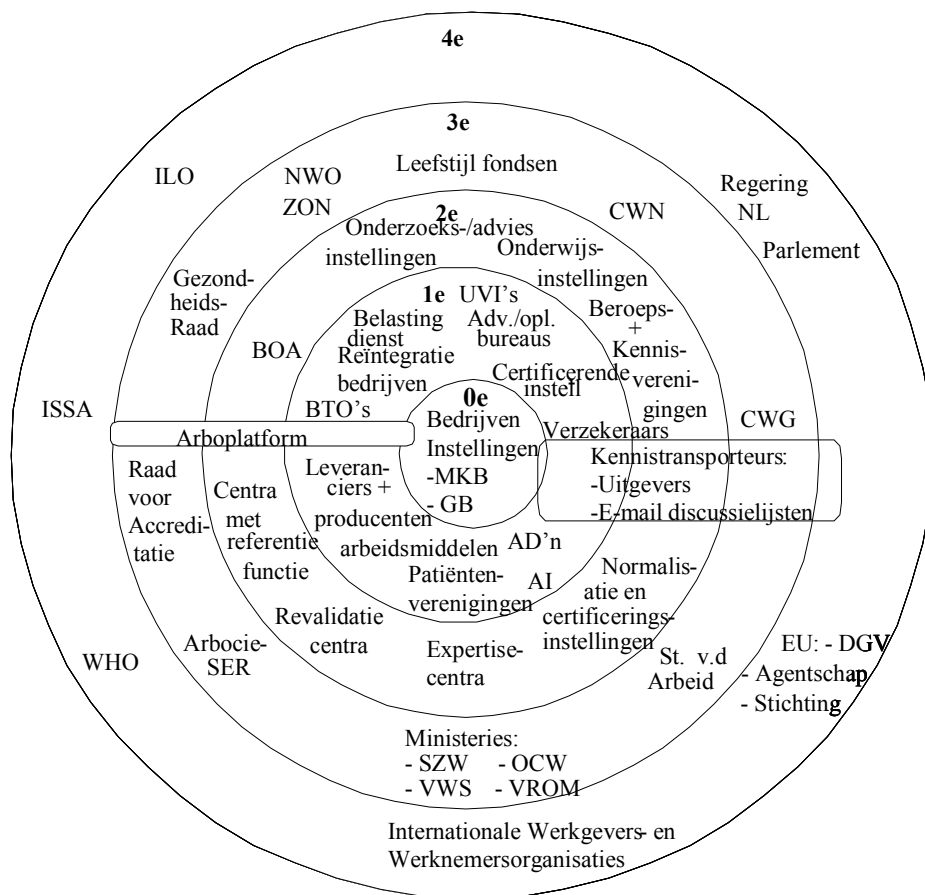 4e
3e
Leefstijl fondsen
ILO
NWO
ZON
Regering
NL
Parlement
CWN
2e
Onderzoeks-/advies
instellingen
Onderwijs-
instellingen
Gezond-
heids-
Raad
1e UVI's
Belasting
dienst
Adv./opl.
bureaus
Beroeps-
+
Kennis-
vereni-
gingen
BOA
Reïntegratie
bedrijven
Certificerende
instell
0e
ISSA
BTO's
Bedrijven
Instellingen
-MKB
- GB
Verzekeraars
CWG
Arboplatform
Kennistransporteurs:
-Uitgevers
-E-mail discussielijsten
Raad
voor
Accredi-
tatie
Centra
met
referentie
functie
Leveran-
ciers +
producenten
arbeidsmiddelen
AD'n
Patiënten-
verenigingen
AI
Normalis-
atie en
certificerings-
instellingen
Revalidatie
centra
Expertise-
centra
WHO
Arbocie-
SER
St. v.d
Arbeid
EU: - DGV
- Agentschap
- Stichting
Ministeries:
- SZW - OCW
- VWS - VROM
Internationale Werkgevers- en
Werknemersorganisaties